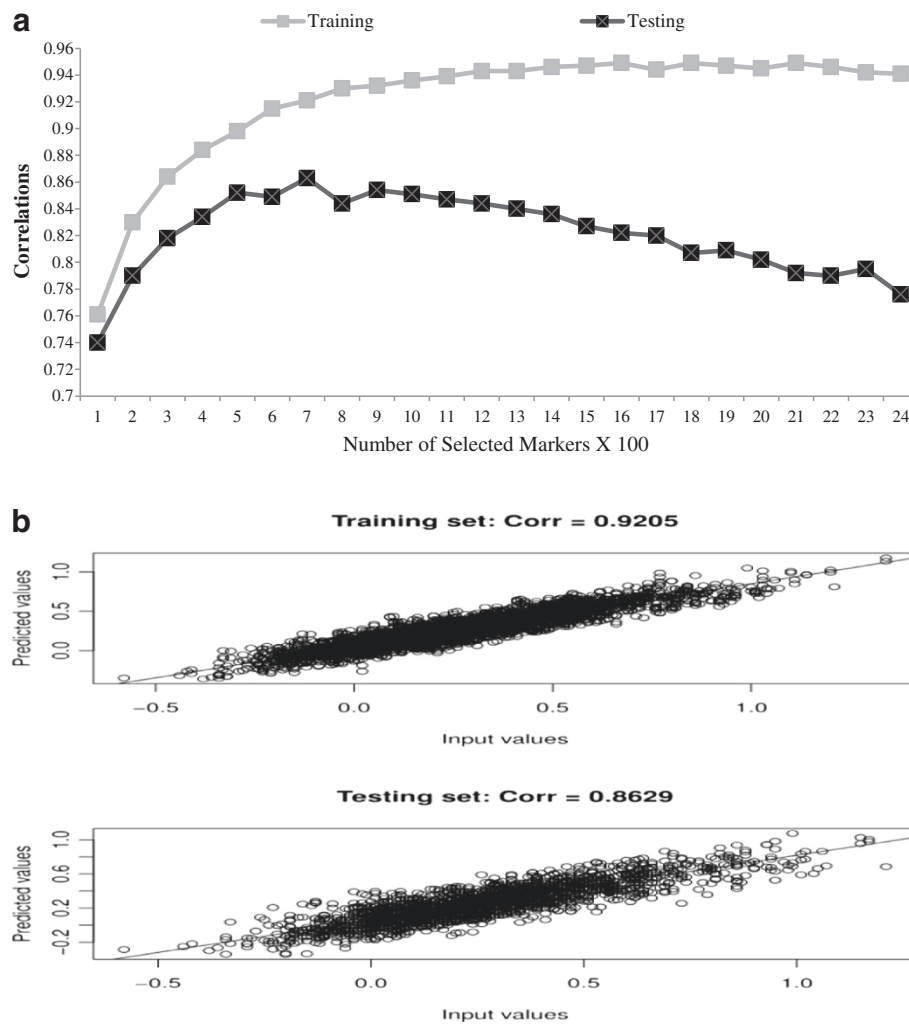 a
Training Testing
0.96
0.94
0.92
0.9
0.88
0.86
0.84
0.82
0.8
0.78
0.76
0.74
0.72
0.7
Correlations
1 2 3 4 5 6 7 8 9 10 11 12 13 14 15 16 17 18 19 20 21 22 23 24
Number of Selected Markers X 100
b
Training set: Corr = 0.9205
Predicted values
1.0
0.5
0.0
−0.5 0.0 0.5 1.0
Input values
Testing set: Corr = 0.8629
Predicted values
1.0
0.6
0.2
−0.2
−0.5 0.0 0.5 1.0
Input values